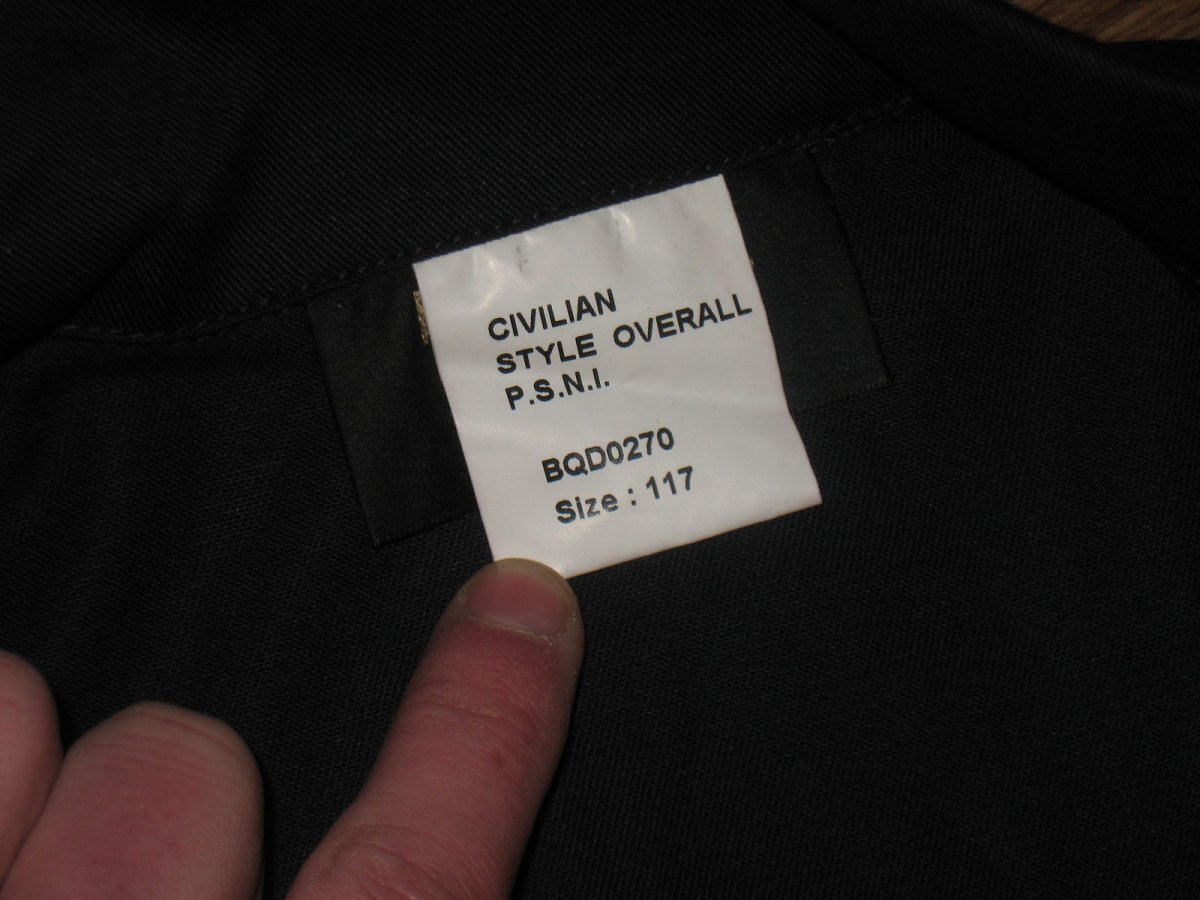 CIVILIAN
STYLE OVERALL
P.S.N.I.
BQD0270
Size : 117